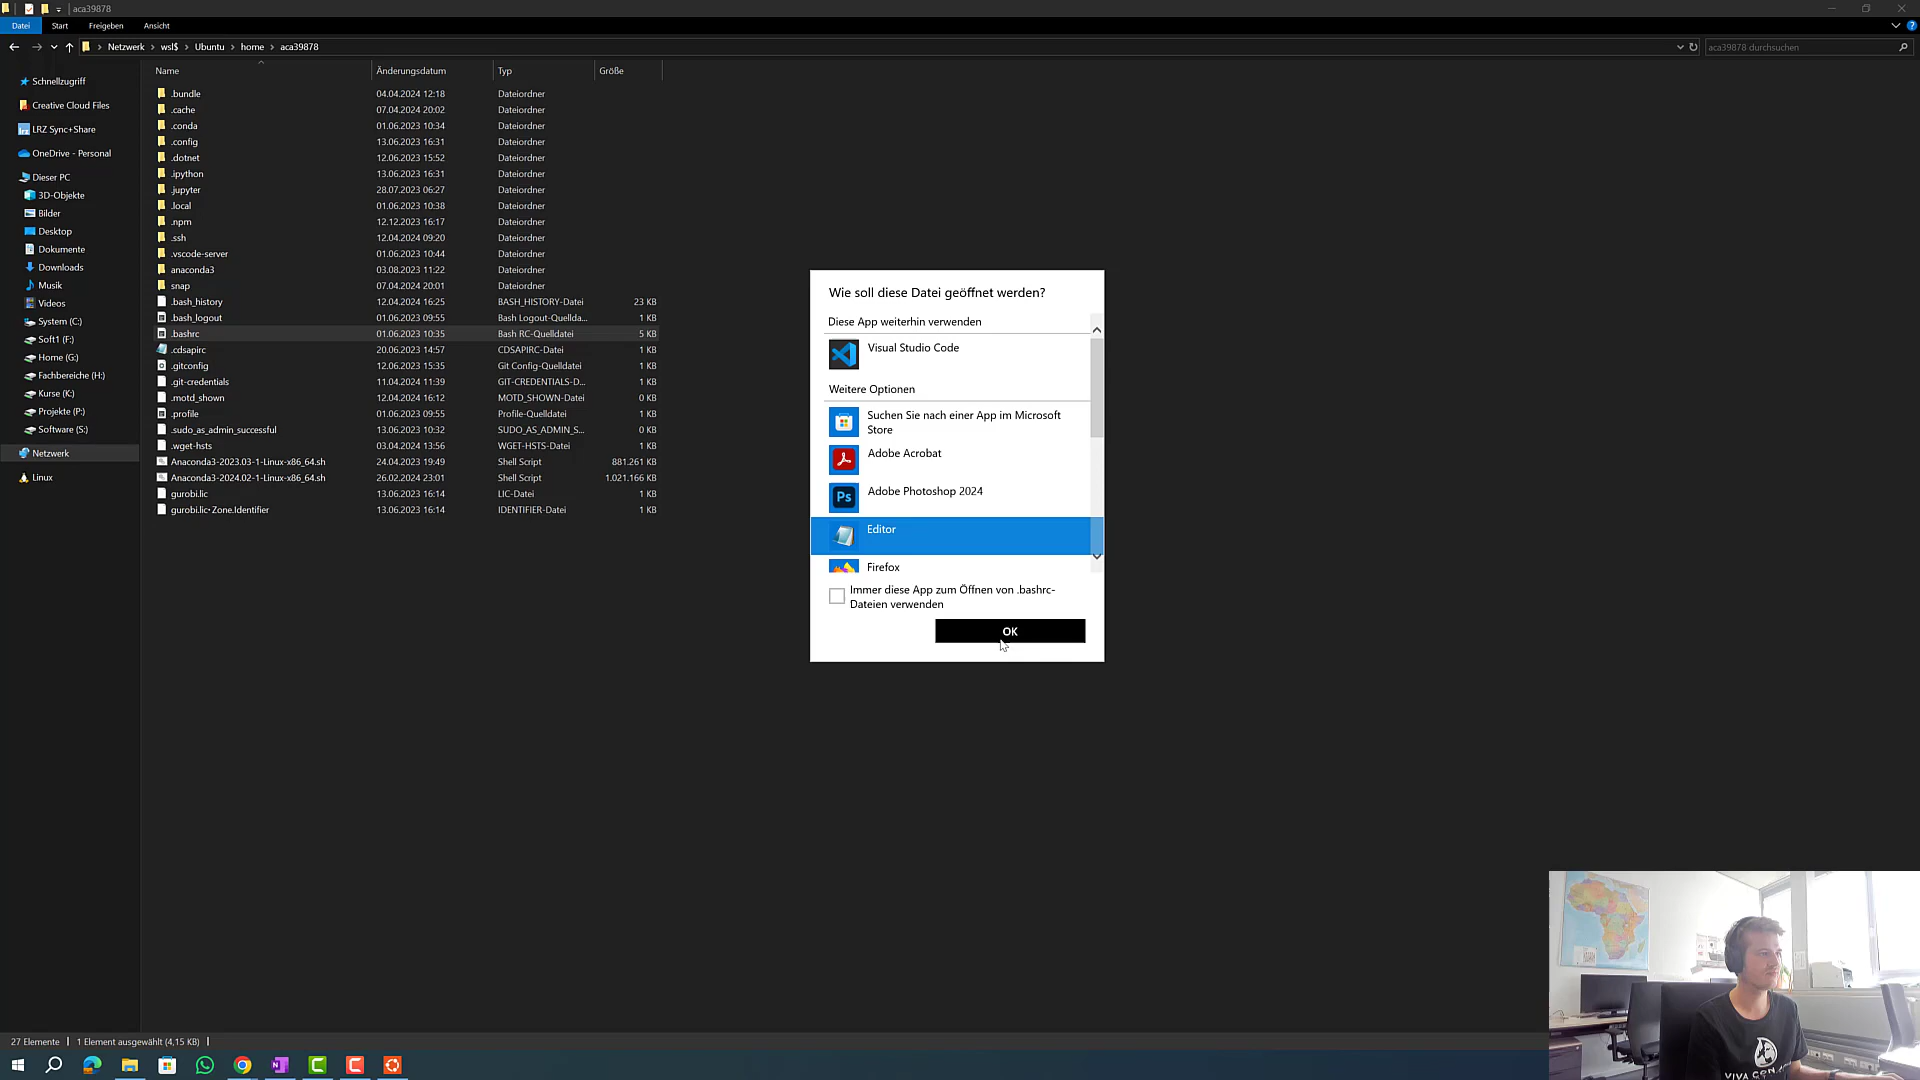 aca39878
Datei Start Freigeben Ansicht
Netzwerk wsl$ Ubuntu home aca39878
aca39878 durchsuchen
Name Änderungsdatum Typ Größe
Schnellzugriff
Creative Cloud Files
LRZ Sync+Share
OneDrive - Personal
Dieser PC
3D-Objekte
Bilder
Desktop
Dokumente
Downloads
Musik
Videos
System (C:)
Soft1 (F:)
Home (G:)
Fachbereiche (H:)
Kurse (K:)
Projekte (P:)
Software (S:)
Netzwerk
Linux
.bundle 04.04.2024 12:18 Dateiordner
.cache 07.04.2024 20:02 Dateiordner
.conda 01.06.2023 10:34 Dateiordner
.config 13.06.2023 16:31 Dateiordner
.dotnet 12.06.2023 15:52 Dateiordner
.ipython 13.06.2023 16:31 Dateiordner
.jupyter 28.07.2023 06:27 Dateiordner
.local 01.06.2023 10:38 Dateiordner
.npm 12.12.2023 16:17 Dateiordner
.ssh 12.04.2024 09:20 Dateiordner
.vscode-server 01.06.2023 10:44 Dateiordner
anaconda3 03.08.2023 11:22 Dateiordner
snap 07.04.2024 20:01 Dateiordner
.bash_history 12.04.2024 16:25 BASH_HISTORY-Datei 23 KB
.bash_logout 01.06.2023 09:55 Bash Logout-Quellda... 1 KB
.bashrc 01.06.2023 10:35 Bash RC-Quelldatei 5 KB
.cdsapirc 20.06.2023 14:57 CDSAPIRC-Datei 1 KB
.gitconfig 12.06.2023 15:35 Git Config-Quelldatei 1 KB
.git-credentials 11.04.2024 11:39 GIT-CREDENTIALS-D... 1 KB
.motd_shown 12.04.2024 16:12 MOTD_SHOWN-Datei 0 KB
.profile 01.06.2023 09:55 Profile-Quelldatei 1 KB
.sudo_as_admin_successful 13.06.2023 10:32 SUDO_AS_ADMIN_S... 0 KB
.wget-hsts 03.04.2024 13:56 WGET-HSTS-Datei 1 KB
Anaconda3-2023.03-1-Linux-x86_64.sh 24.04.2023 19:49 Shell Script 881.261 KB
Anaconda3-2024.02-1-Linux-x86_64.sh 26.02.2024 23:01 Shell Script 1.021.166 KB
gurobi.lic 13.06.2023 16:14 LIC-Datei 1 KB
gurobi.lic·Zone.Identifier 13.06.2023 16:14 IDENTIFIER-Datei 1 KB
Wie soll diese Datei geöffnet werden?
Diese App weiterhin verwenden
Visual Studio Code
Weitere Optionen
Suchen Sie nach einer App im Microsoft
Store
Adobe Acrobat
Ps Adobe Photoshop 2024
Editor
Firefox
Immer diese App zum Öffnen von .bashrc-
Dateien verwenden
OK
27 Elemente 1 Element ausgewählt (4,15 KB)